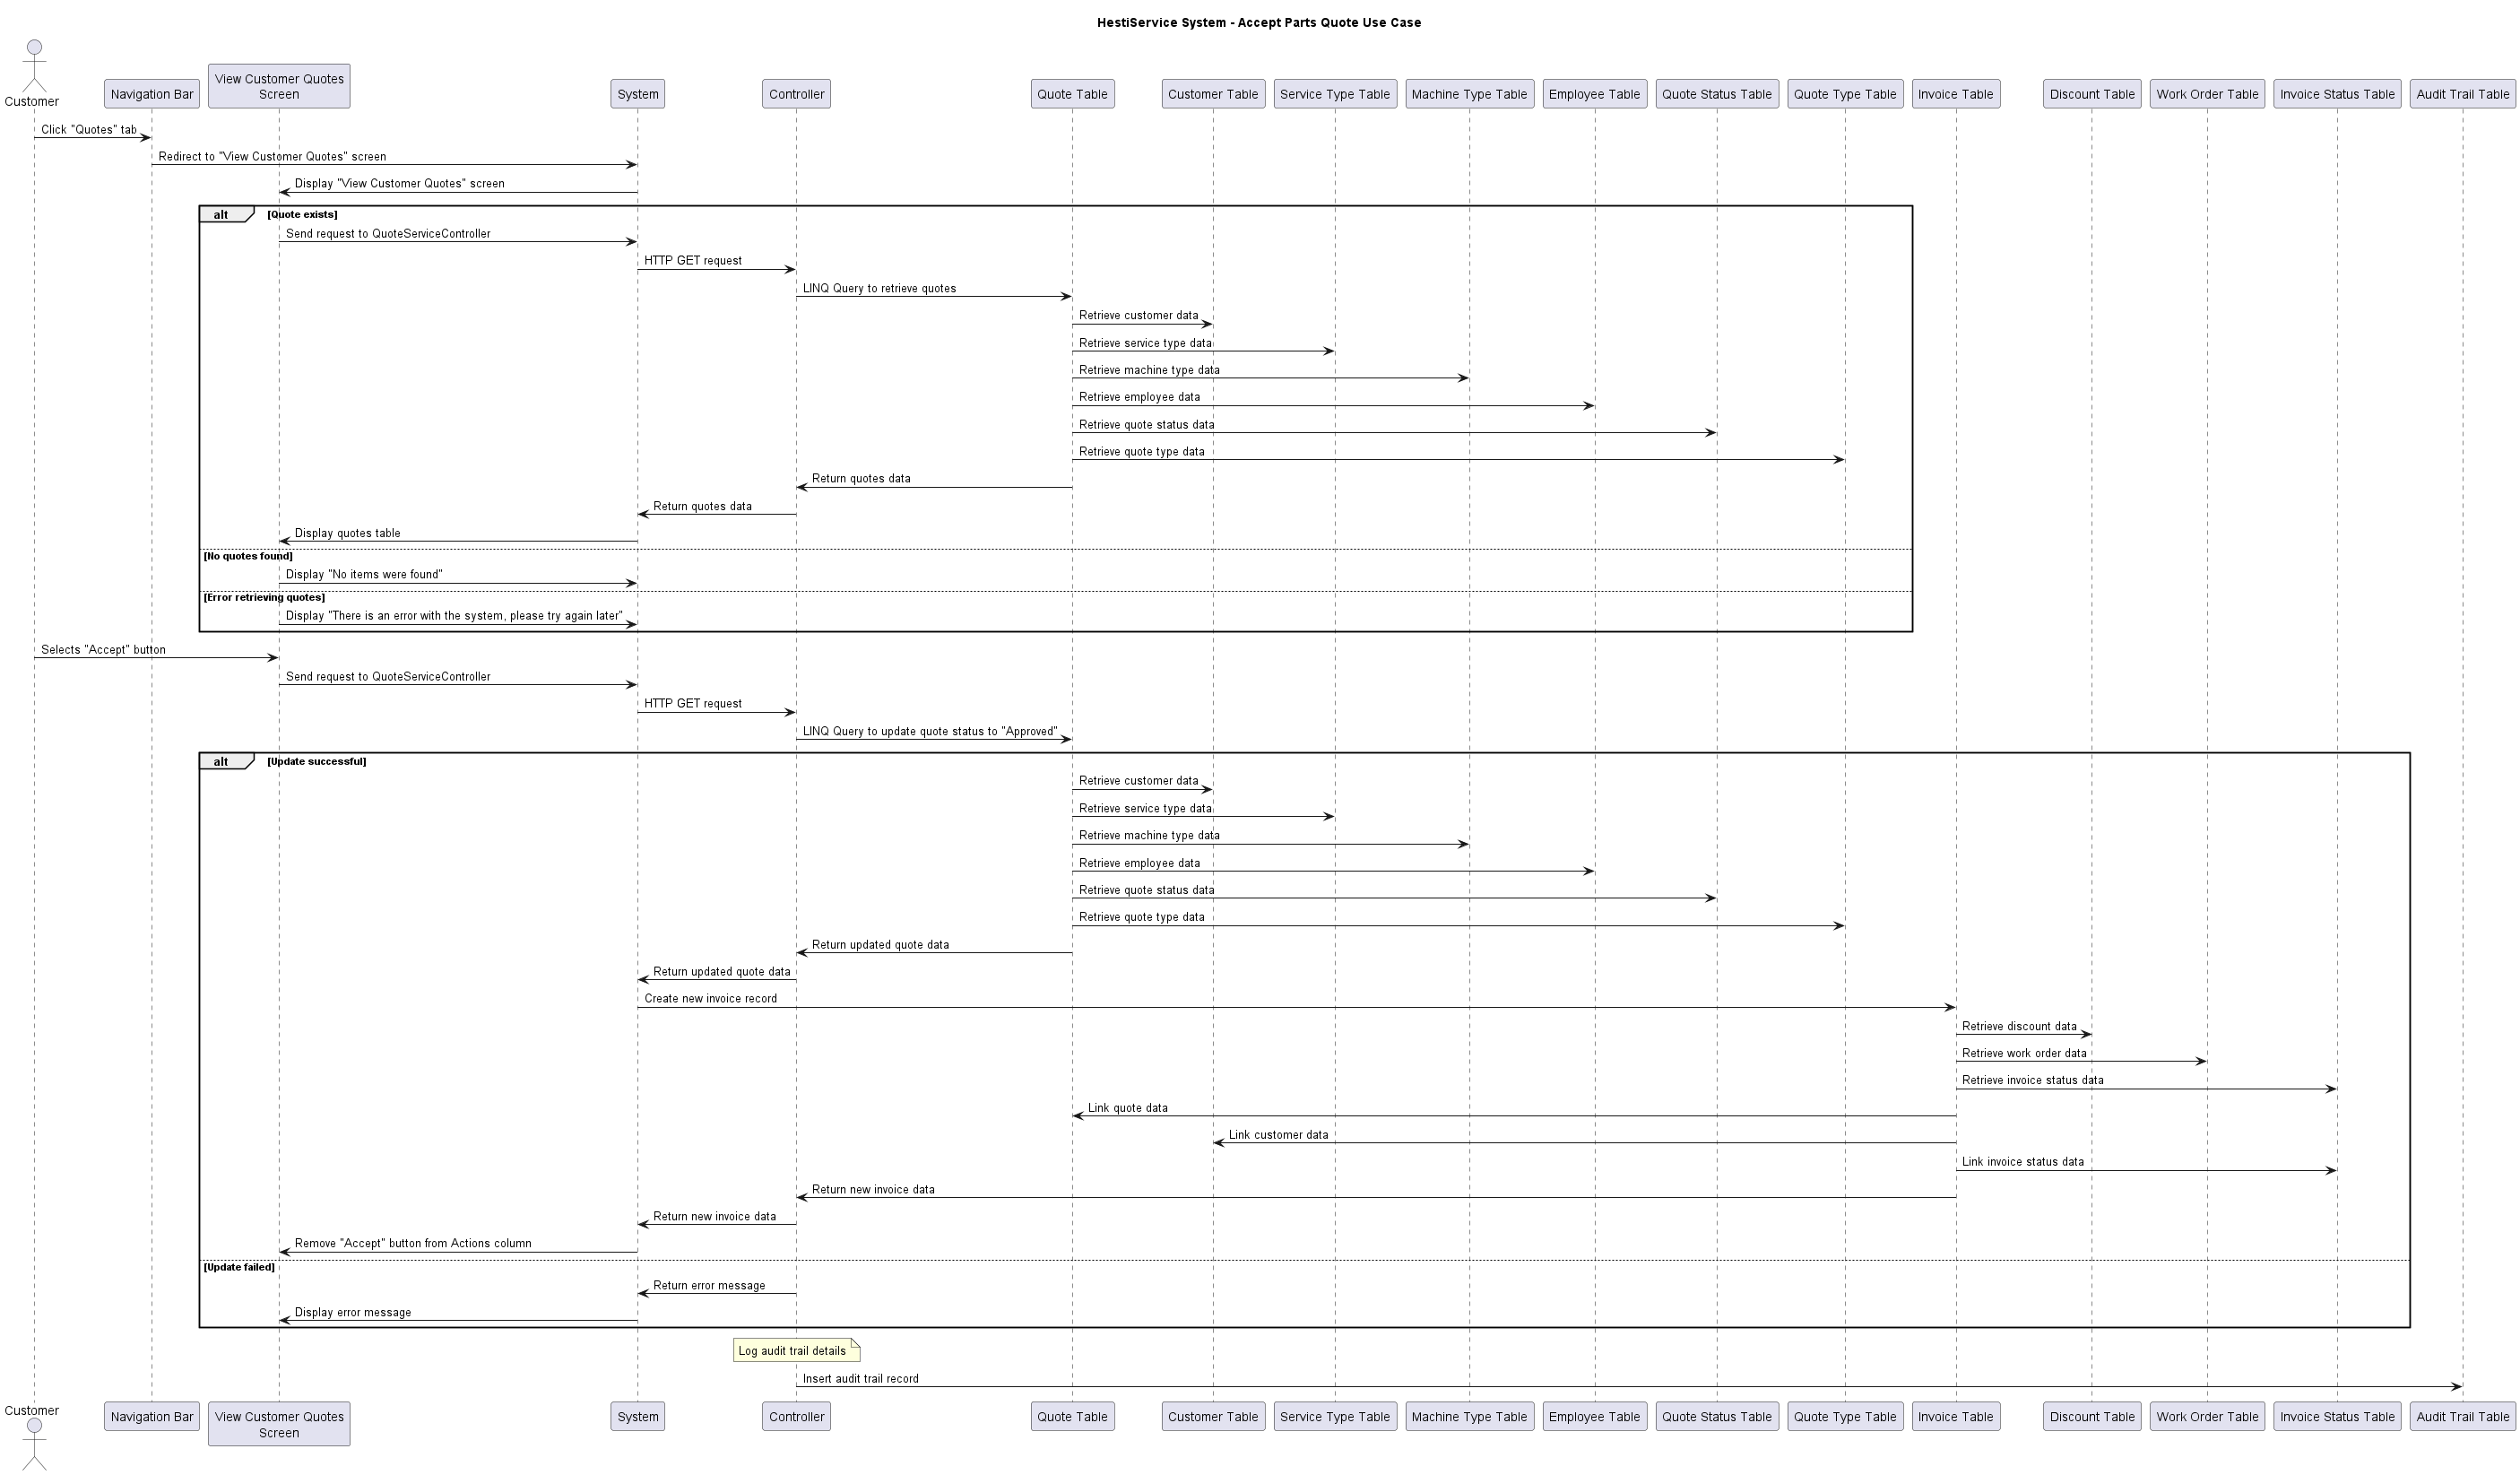 HestiService System - Accept Parts Quote Use Case
Customer
Navigation Bar
View Customer Quotes
Screen
System
Controller
Quote Table
Customer Table
Service Type Table
Machine Type Table
Employee Table
Quote Status Table
Quote Type Table
Invoice Table
Discount Table
Work Order Table
Invoice Status Table
Audit Trail Table
Click "Quotes" tab
Redirect to "View Customer Quotes" screen
Display "View Customer Quotes" screen
alt [Quote exists]
Send request to QuoteServiceController
HTTP GET request
LINQ Query to retrieve quotes
Retrieve customer data
Retrieve service type data
Retrieve machine type data
Retrieve employee data
Retrieve quote status data
Retrieve quote type data
Return quotes data
Return quotes data
Display quotes table
[No quotes found]
Display "No items were found"
[Error retrieving quotes]
Display "There is an error with the system, please try again later"
Selects "Accept" button
Send request to QuoteServiceController
HTTP GET request
LINQ Query to update quote status to "Approved"
alt [Update successful]
Retrieve customer data
Retrieve service type data
Retrieve machine type data
Retrieve employee data
Retrieve quote status data
Retrieve quote type data
Return updated quote data
Return updated quote data
Create new invoice record
Retrieve discount data
Retrieve work order data
Retrieve invoice status data
Link quote data
Link customer data
Link invoice status data
Return new invoice data
Return new invoice data
Remove "Accept" button from Actions column
[Update failed]
Return error message
Display error message
Log audit trail details
Insert audit trail record
Customer
Navigation Bar
View Customer Quotes
Screen
System
Controller
Quote Table
Customer Table
Service Type Table
Machine Type Table
Employee Table
Quote Status Table
Quote Type Table
Invoice Table
Discount Table
Work Order Table
Invoice Status Table
Audit Trail Table